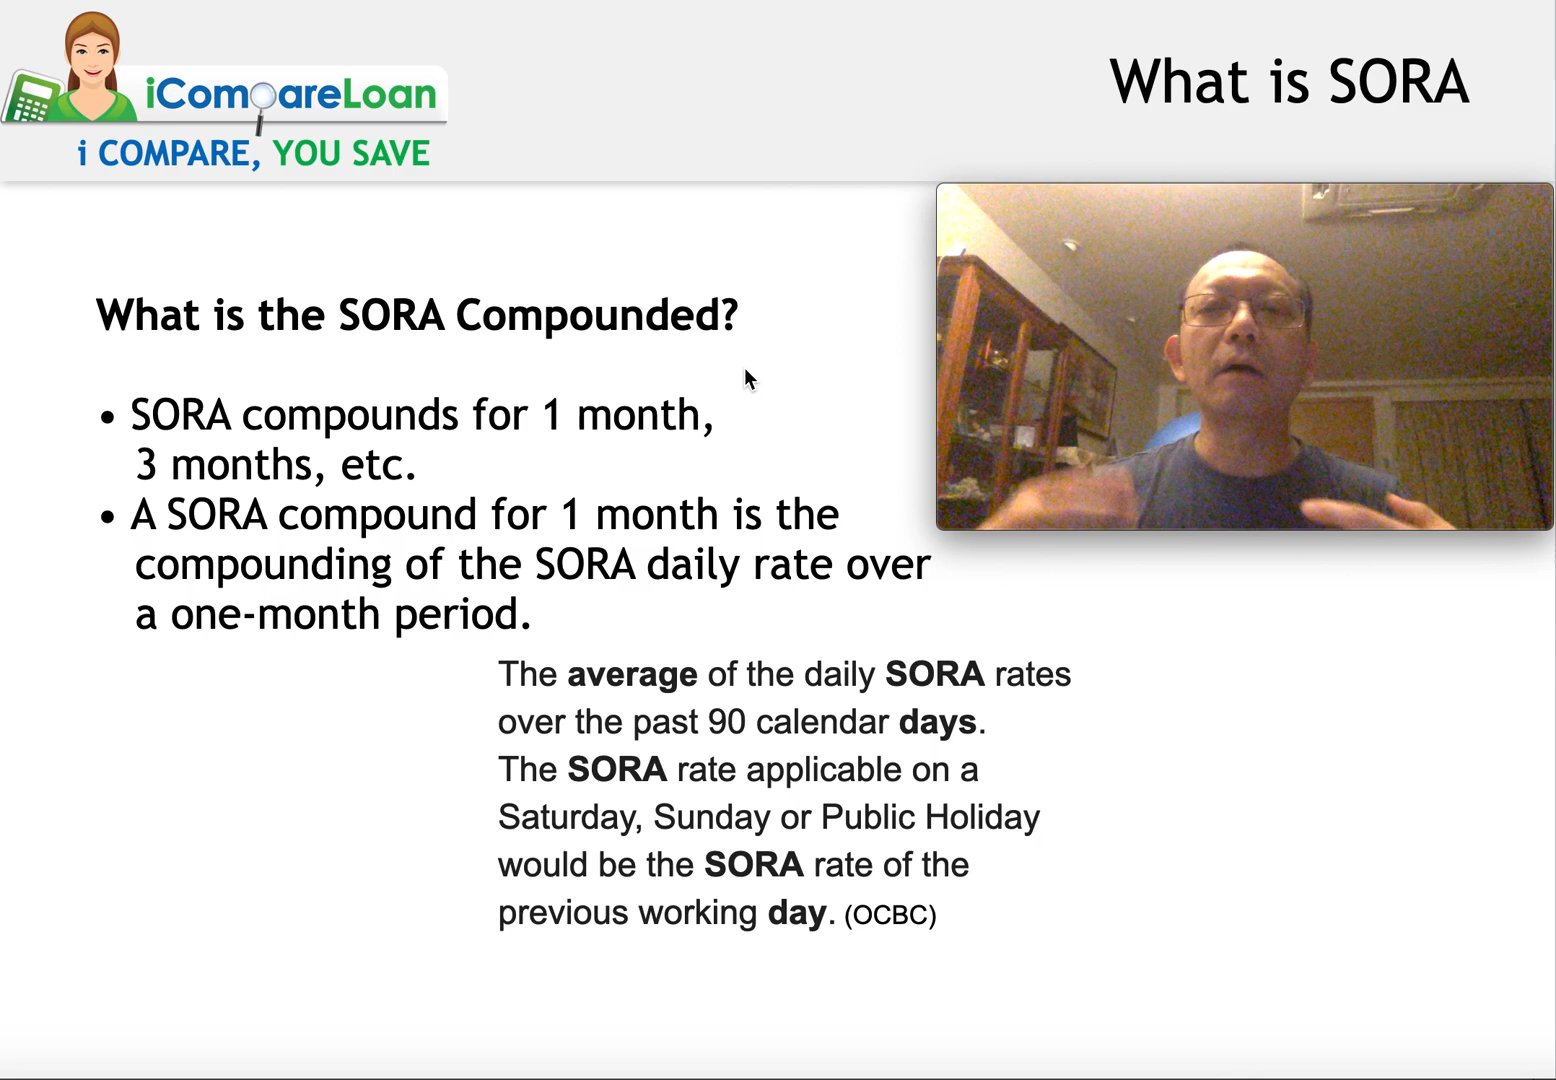 iCompareLoan
i COMPARE, YOU SAVE
What is SORA
What is the SORA Compounded?
• SORA compounds for 1 month,
3 months, etc.
• A SORA compound for 1 month is the
compounding of the SORA daily rate over
a one-month period.
The average of the daily SORA rates
over the past 90 calendar days.
The SORA rate applicable on a
Saturday, Sunday or Public Holiday
would be the SORA rate of the
previous working day. (OCBC)